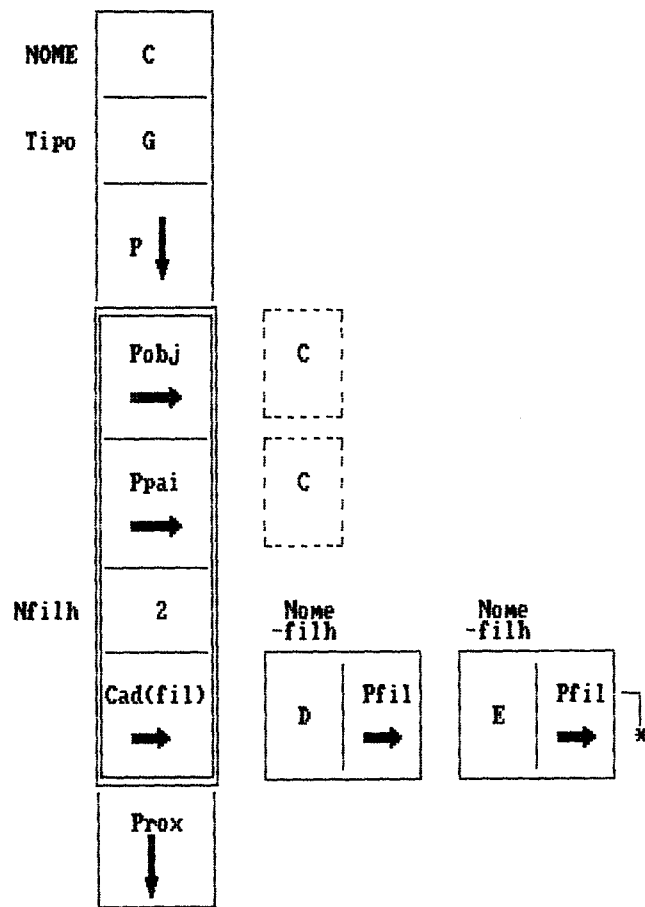 NOME C
Tipo G
P
Pobj C
Ppai C
Nfilh 2
Nome Nome
-filh -filh
Cad(fil) D Pfil E Pfil
*
Prox